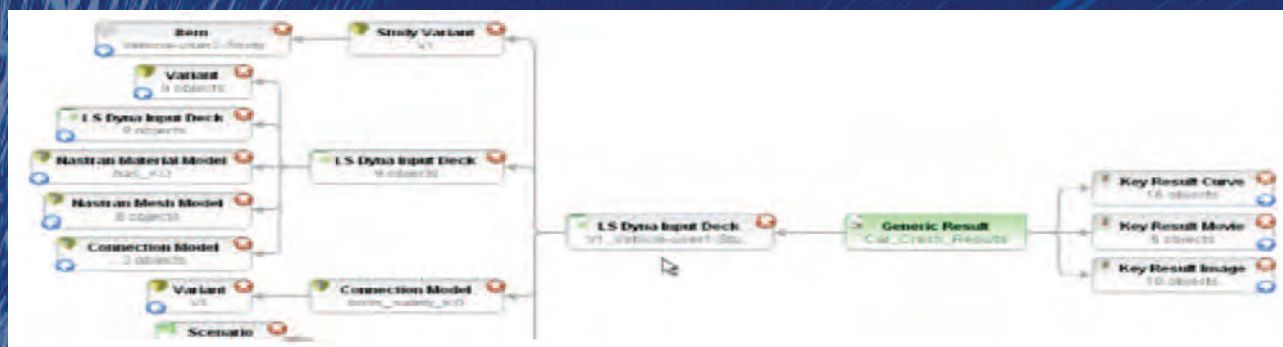 Item
Study Variant
V1
Variant
9 objects
LS Dyna Input Deck
9 objects
Nastran Material Model
Nastran Mesh Model
8 objects
Connection Model
2 objects
LS Dyna Input Deck
9 objects
Variant
V1
Connection Model
Scenario
LS Dyna Input Deck
Generic Result
Car_Crash_Results
Key Result Curve
16 objects
Key Result Movie
Key Result Image
10 objects